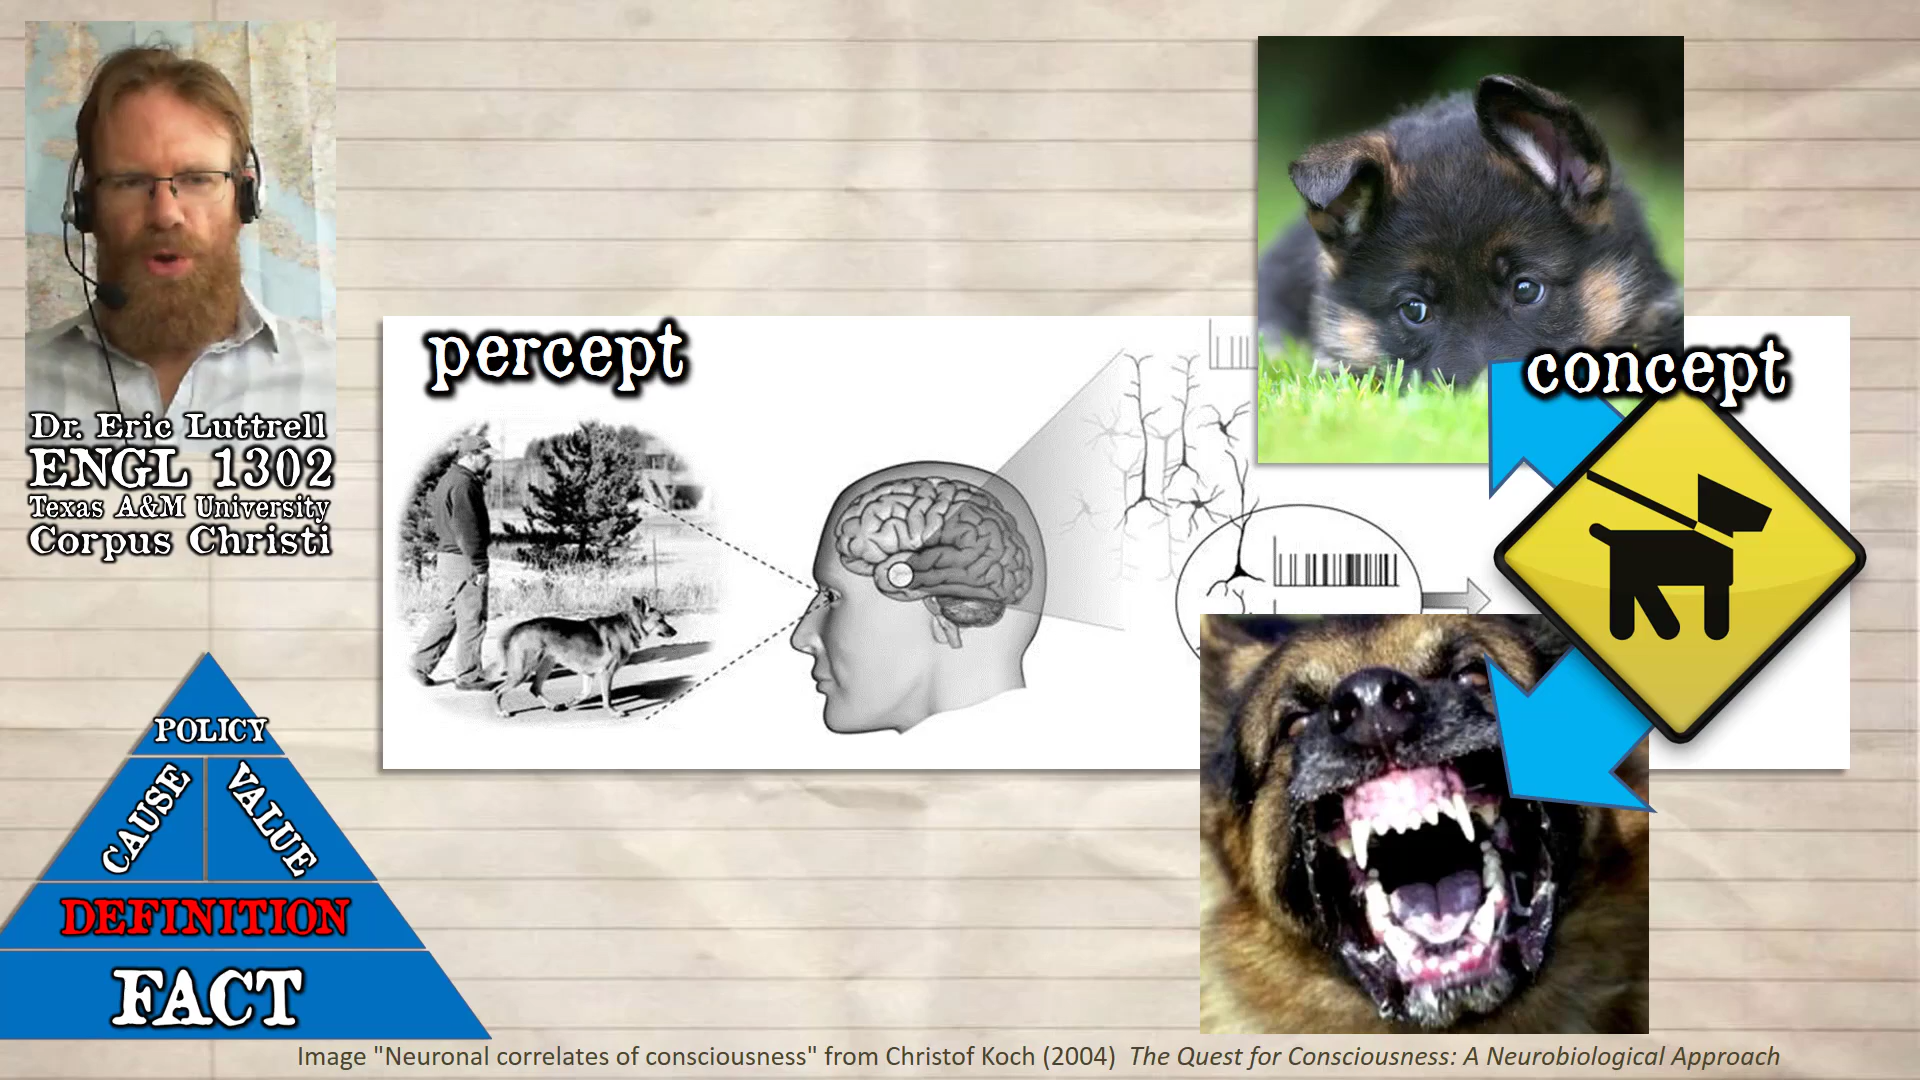 Dr. Eric Luttrell
ENGL 1302
Texas A&M University
Corpus Christi
percept
concept
POLICY
CAUSE
VALUE
DEFINITION
FACT
Image "Neuronal correlates of consciousness" from Christof Koch (2004) The Quest for Consciousness: A Neurobiological Approach